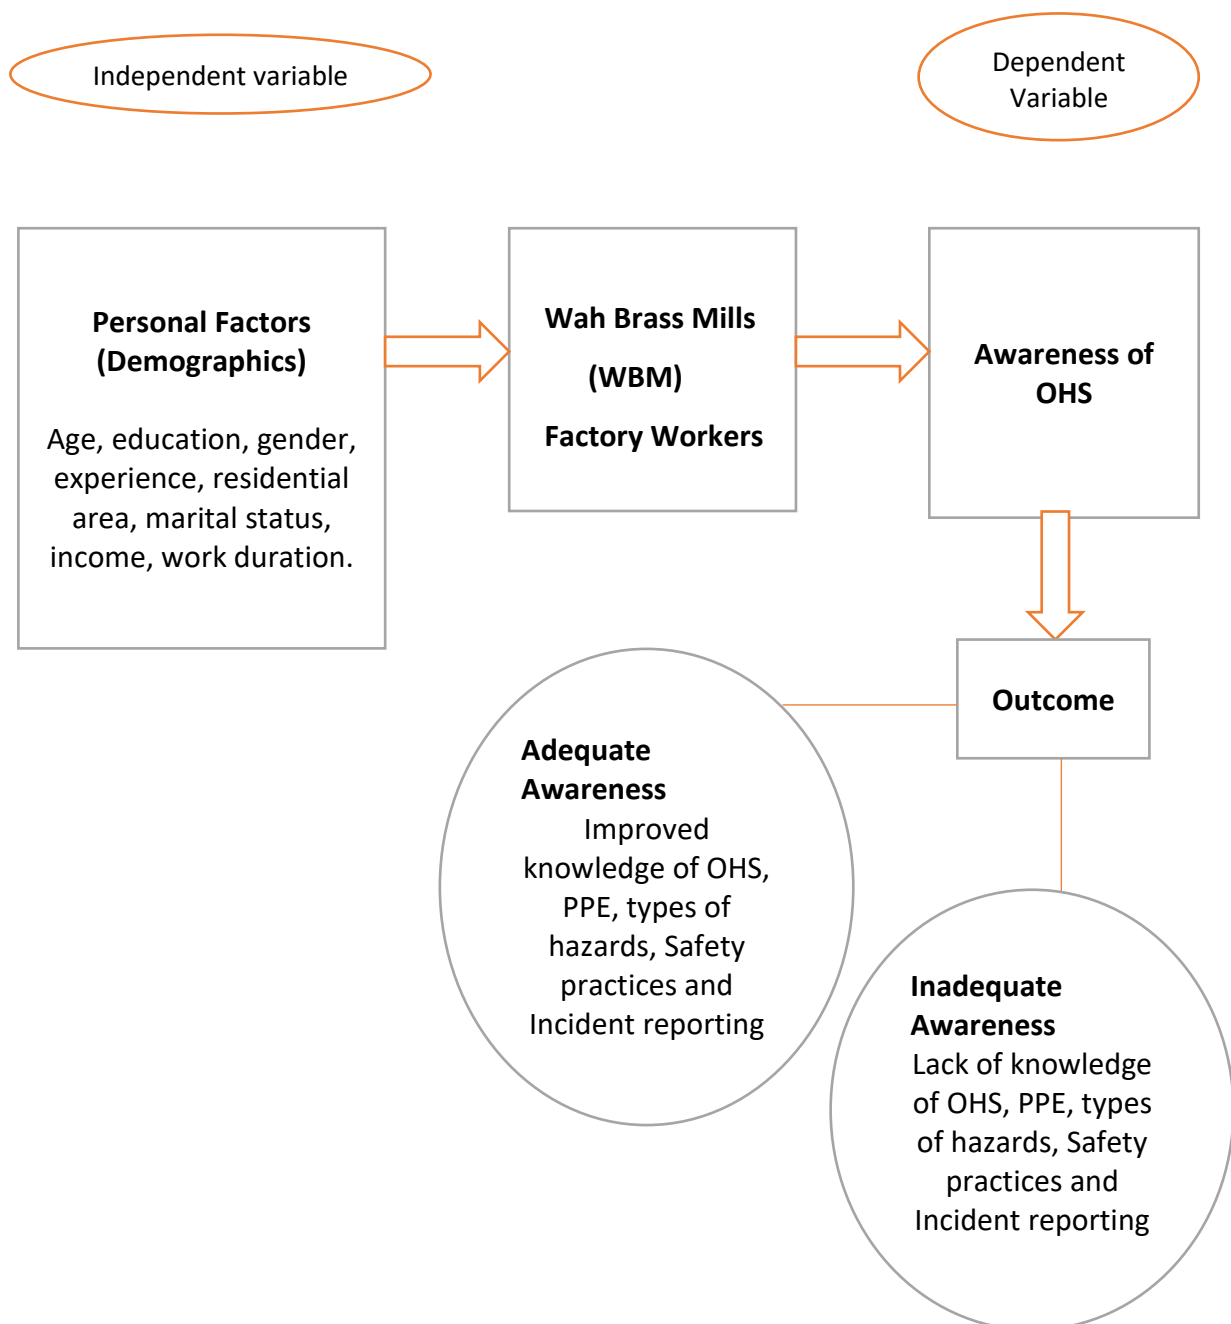 Independent variable
Dependent
Variable
Personal Factors
(Demographics)
Age, education, gender,
experience, residential
area, marital status,
income, work duration.
Wah Brass Mills
(WBM)
Factory Workers
Awareness of
OHS
Outcome
Adequate
Awareness
Improved
knowledge of OHS,
PPE, types of
hazards, Safety
practices and
Incident reporting
Inadequate
Awareness
Lack of knowledge
of OHS, PPE, types
of hazards, Safety
practices and
Incident reporting